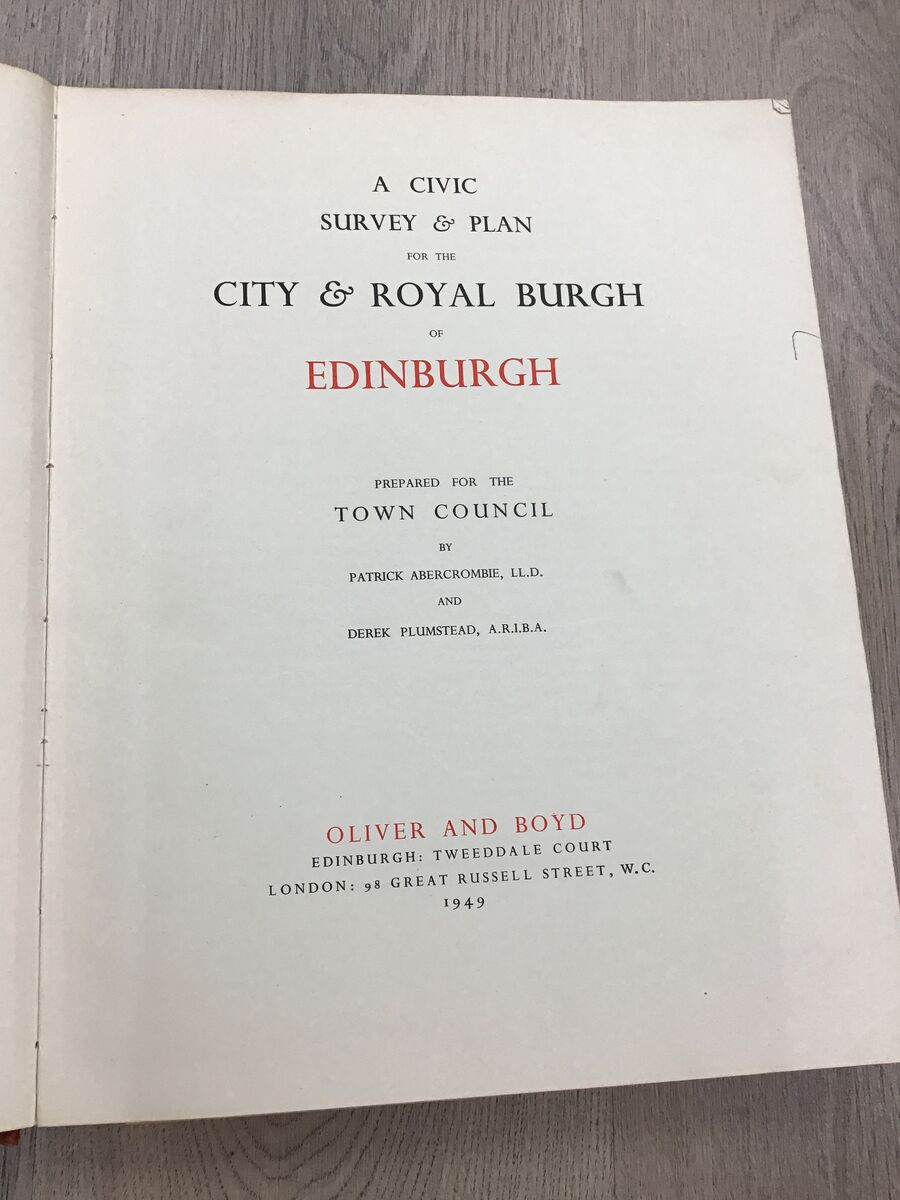 A CIVIC
SURVEY & PLAN
FOR THE
CITY & ROYAL BURGH
OF
EDINBURGH
PREPARED FOR THE
TOWN COUNCIL
BY
PATRICK ABERCROMBIE, LL.D.
AND
DEREK PLUMSTEAD, A.R.I.B.A.
OLIVER AND BOYD
EDINBURGH: TWEEDDALE COURT
LONDON: 98 GREAT RUSSELL STREET, W.C.
1949